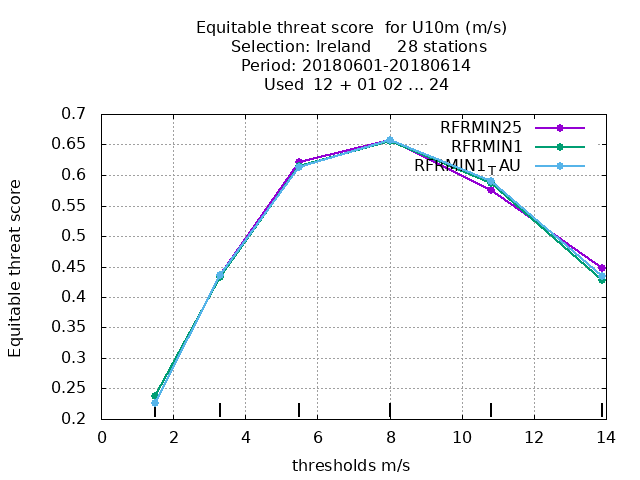 Equitable threat score for U10m (m/s)
Selection: Ireland 28 stations
Period: 20180601-20180614
Used 12 + 01 02 ... 24
RFRMIN25
RFRMIN1
RFRMIN1_TAU
0.7
0.65
0.6
0.55
0.5
0.45
0.4
0.35
0.3
0.25
0.2
Equitable threat score
0 2 4 6 8 10 12 14
thresholds m/s